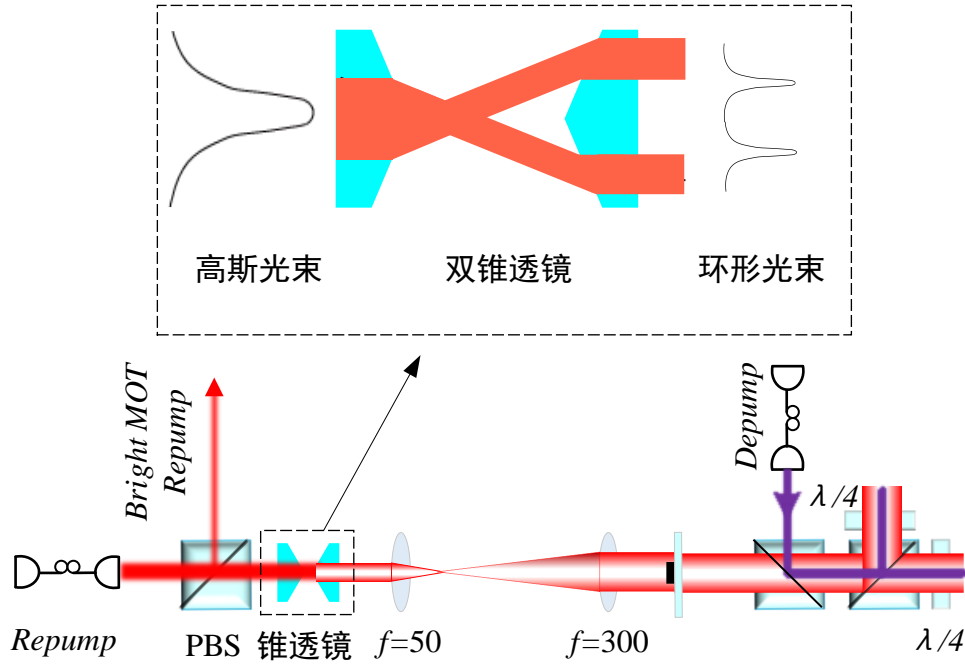 高斯光束
双锥透镜
环形光束
Bright MOT
Repump
Depump
λ/4
Repump
PBS
锥透镜
f=50
f=300
λ/4